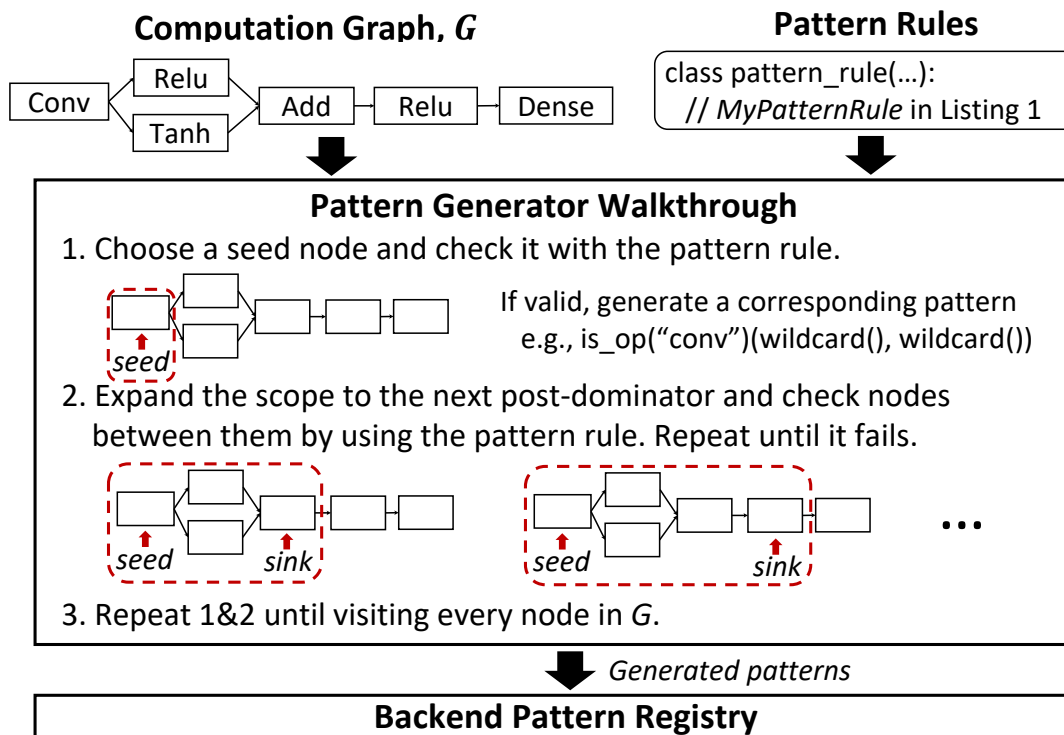 Computation Graph, G
Pattern Rules
Conv
Relu
Tanh
Add
Relu
Dense
class pattern_rule(...):
// MyPatternRule in Listing 1
Pattern Generator Walkthrough
1. Choose a seed node and check it with the pattern rule.
seed
If valid, generate a corresponding pattern
e.g., is_op(“conv”)(wildcard(), wildcard())
2. Expand the scope to the next post-dominator and check nodes
between them by using the pattern rule. Repeat until it fails.
seed
sink
seed
sink
...
3. Repeat 1&2 until visiting every node in G.
Generated patterns
Backend Pattern Registry